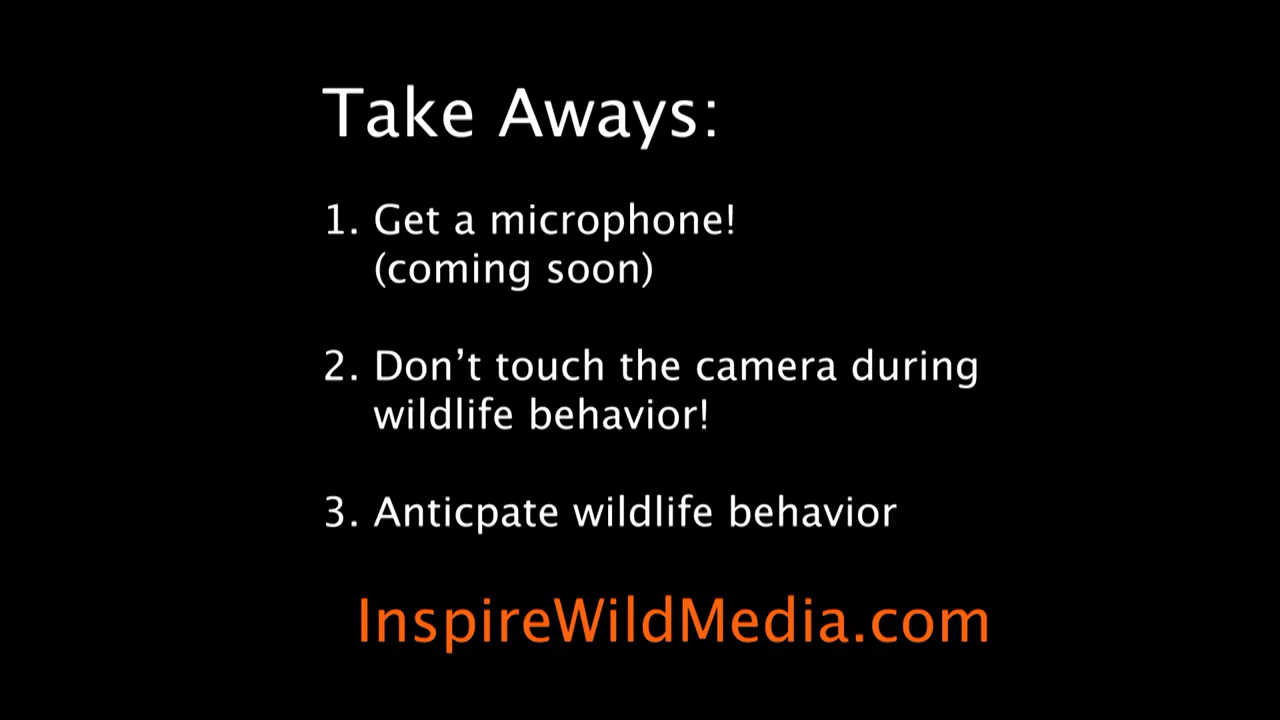 Take Aways:
1. Get a microphone!
(coming soon)
2. Don’t touch the camera during
wildlife behavior!
3. Anticpate wildlife behavior
InspireWildMedia.com